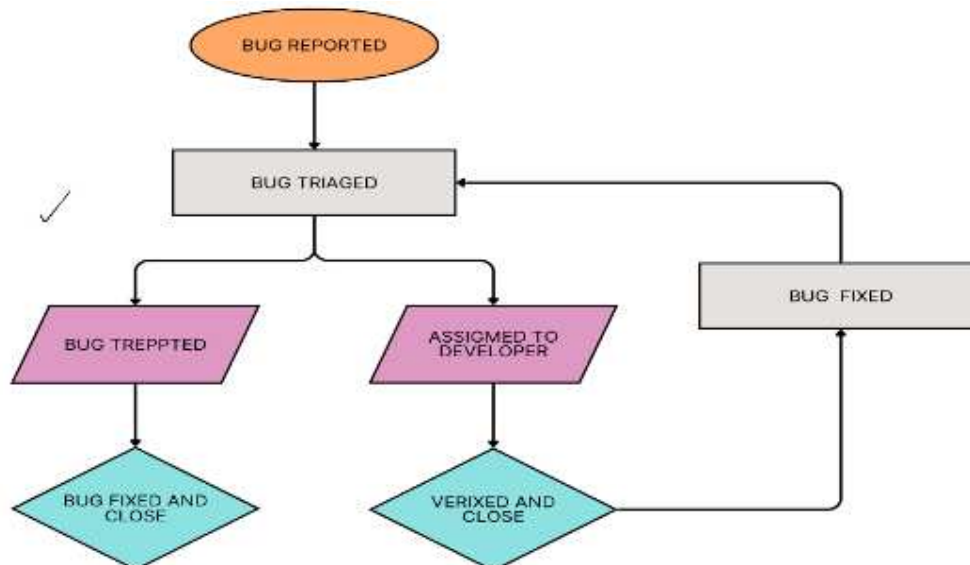 BUG REPORTED
BUG TRIAGED
BUG FIXED
BUG TREPPTED
ASSIGMED TO
DEVELOPER
BUG FIXED AND
CLOSE
VERIXED AND
CLOSE